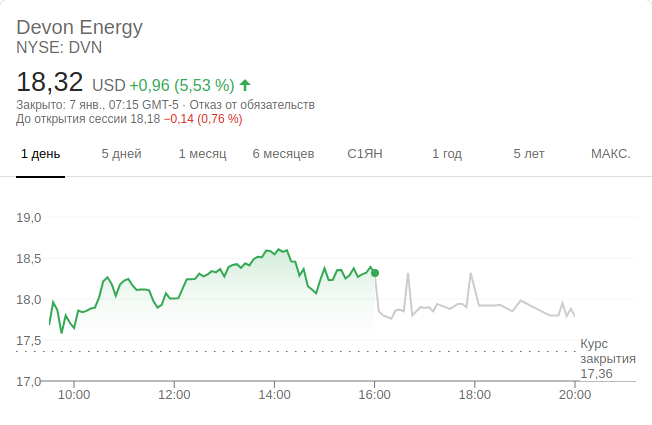 Devon Energy
NYSE: DVN
18,32 USD +0,96 (5,53 %)
Закрыто: 7 янв., 07:15 GMT-5 · Отказ от обязательств
До открытия сессии 18,18 −0,14 (0,76 %)
1 день 5 дней 1 месяц 6 месяцев С1ЯН 1 год 5 лет МАКС.
19,0
18,5
18,0
17,5
Курс
закрытия
17,36
17,0
10:00 12:00 14:00 16:00 18:00 20:00